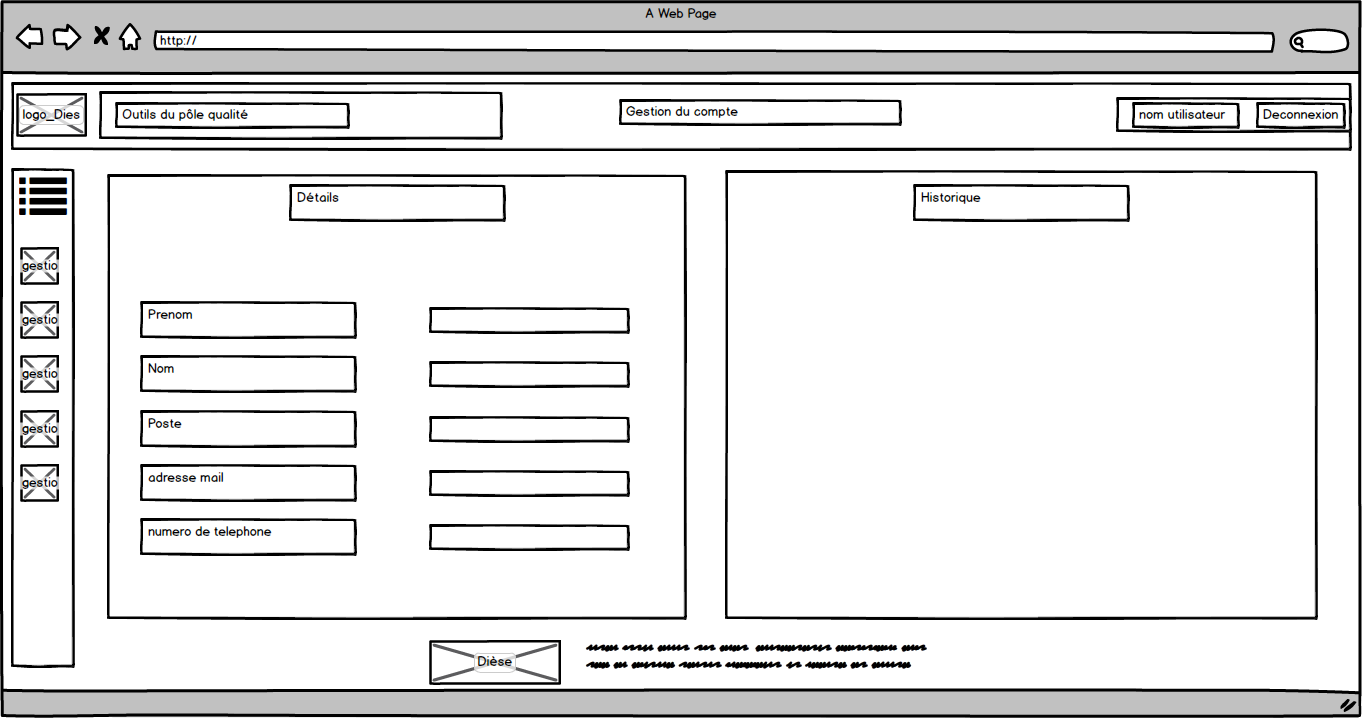 A Web Page
http://
logo_Dies
Outils du pôle qualité
Gestion du compte
nom utilisateur
Deconnexion
Détails
Historique
gestio
gestio
gestio
gestio
gestio
Prenom
Nom
Poste
adresse mail
numero de telephone
Dièse